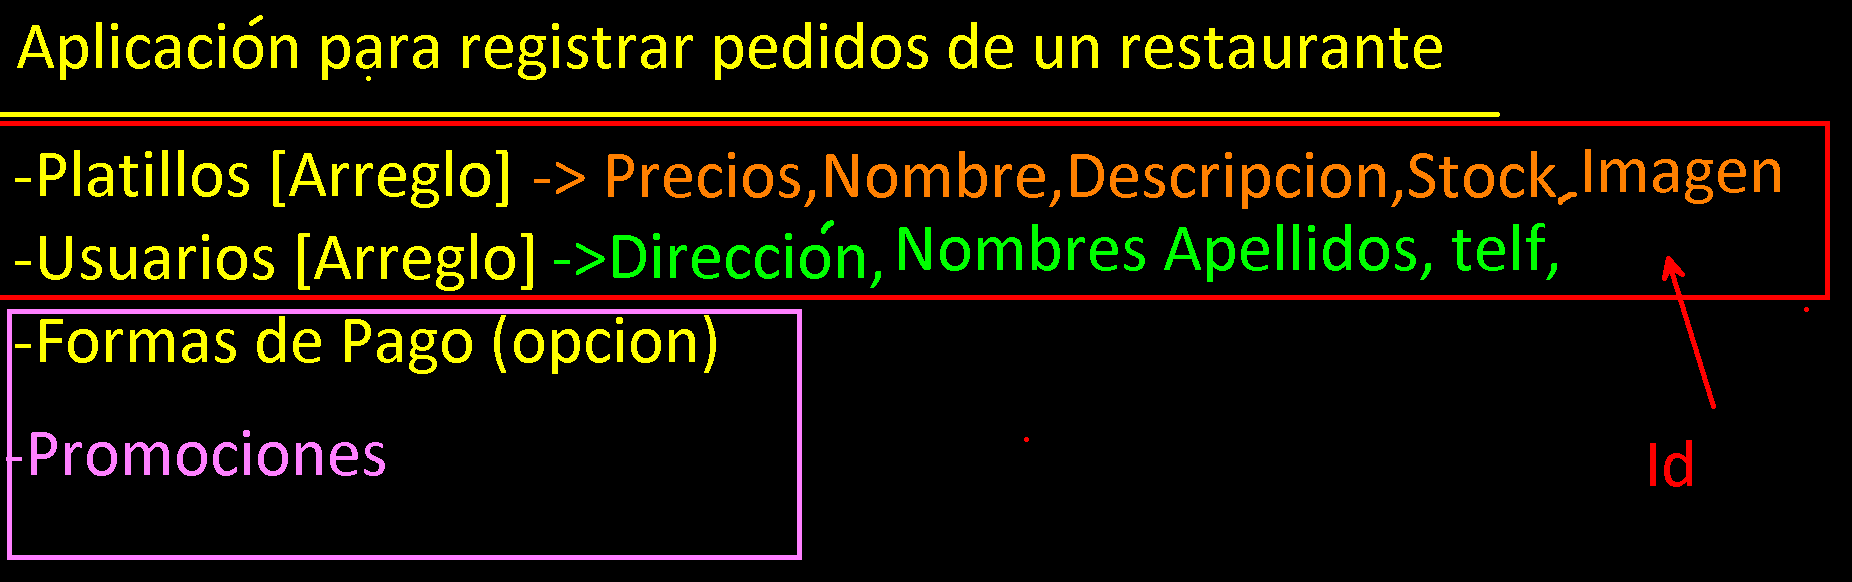 Aplicación para registrar pedidos de un restaurante
-Platillos [Arreglo] -> Precios,Nombre,Descripcion,Stock, Imagen
-Usuarios [Arreglo] ->Dirección, Nombres Apellidos, telf,
-Formas de Pago (opcion)
-Promociones
Id